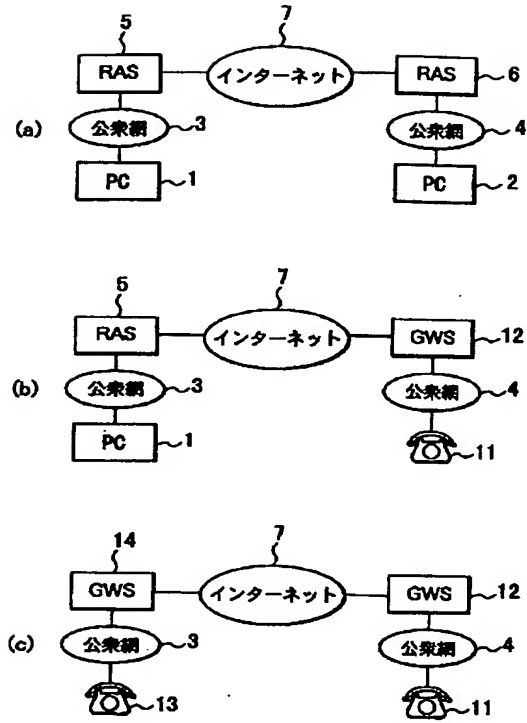 5 7
RAS インターネット RAS 6
(a) 公衆網 3 公衆網 4
PC 1 PC 2
5 7
RAS インターネット GWS 12
(b) 公衆網 3 公衆網 4
PC 1 11
14 7
GWS インターネット GWS 12
(c) 公衆網 3 公衆網 4
13 11